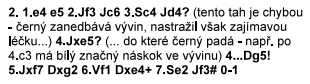 2. 1.e4 e5 2.Jf3 Jc6 3.Sc4 Jd4? (tento tah je chybou
- černý zanedbává vývin, nastražil však zajímavou
léčku...) 4.Jxe5? (... do které černý padá - např. po
4.c3 má bílý značný náskok ve vývinu) 4...Dg5!
5.Jxf7 Dxg2 6.Vf1 Dxe4+ 7.Se2 Jf3# 0-1